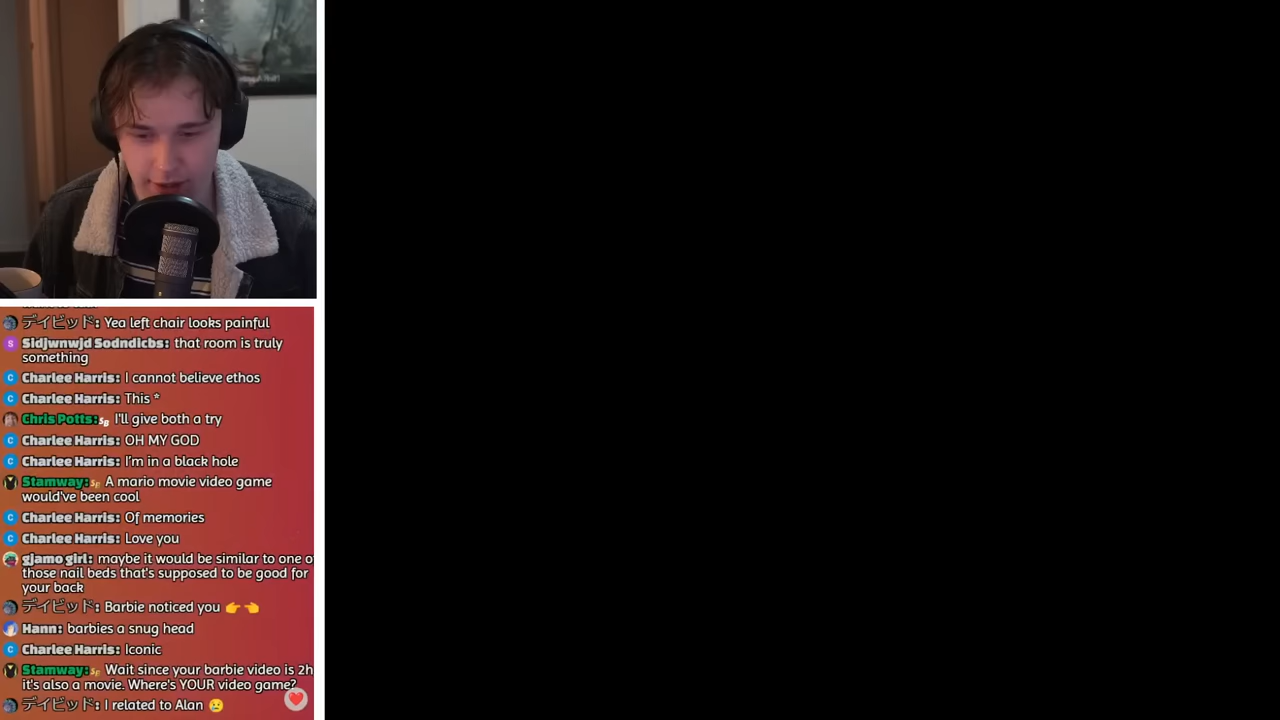 デイビッド: Yea left chair looks painful
Sidjwnwjd Sodndicbs: that room is truly
something
Charlee Harris: I cannot believe ethos
Charlee Harris: This *
Chris Potts: I'll give both a try
Charlee Harris: OH MY GOD
Charlee Harris: I'm in a black hole
Stamway: A mario movie video game
would've been cool
Charlee Harris: Of memories
Charlee Harris: Love you
gjamo girl: maybe it would be similar to one o
those nail beds that's supposed to be good for
your back
デイビッド: Barbie noticed you 👉👈
Hann: barbies a snug head
Charlee Harris: Iconic
Stamway: Wait since your barbie video is 2h
it's also a movie. Where's YOUR video game?
デイビッド: I related to Alan 😢